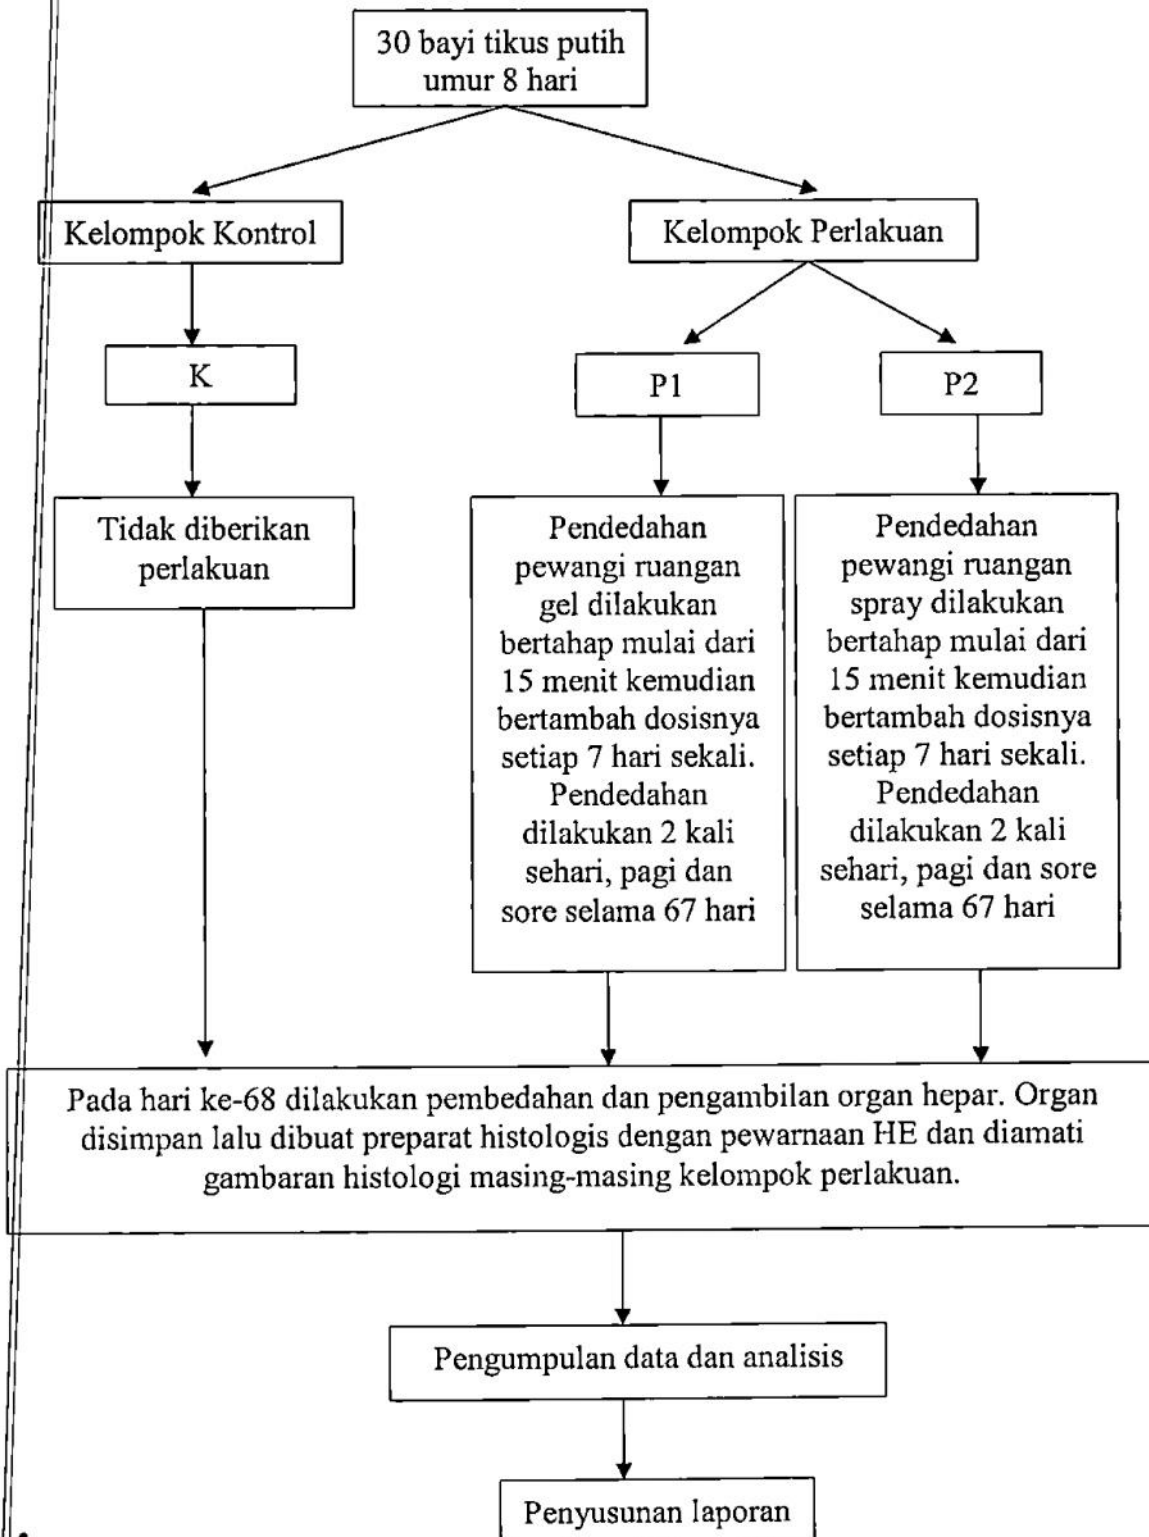 30 bayi tikus putih
umur 8 hari
Kelompok Kontrol
Kelompok Perlakuan
K
P1
P2
Tidak diberikan
perlakuan
Pendedahan
pewangi ruangan
gel dilakukan
bertahap mulai dari
15 menit kemudian
bertambah dosisnya
setiap 7 hari sekali.
Pendedahan
dilakukan 2 kali
sehari, pagi dan
sore selama 67 hari
Pendedahan
pewangi ruangan
spray dilakukan
bertahap mulai dari
15 menit kemudian
bertambah dosisnya
setiap 7 hari sekali.
Pendedahan
dilakukan 2 kali
sehari, pagi dan sore
selama 67 hari
Pada hari ke-68 dilakukan pembedahan dan pengambilan organ hepar. Organ
disimpan lalu dibuat preparat histologis dengan pewarnaan HE dan diamati
gambaran histologi masing-masing kelompok perlakuan.
Pengumpulan data dan analisis
Penyusunan laporan